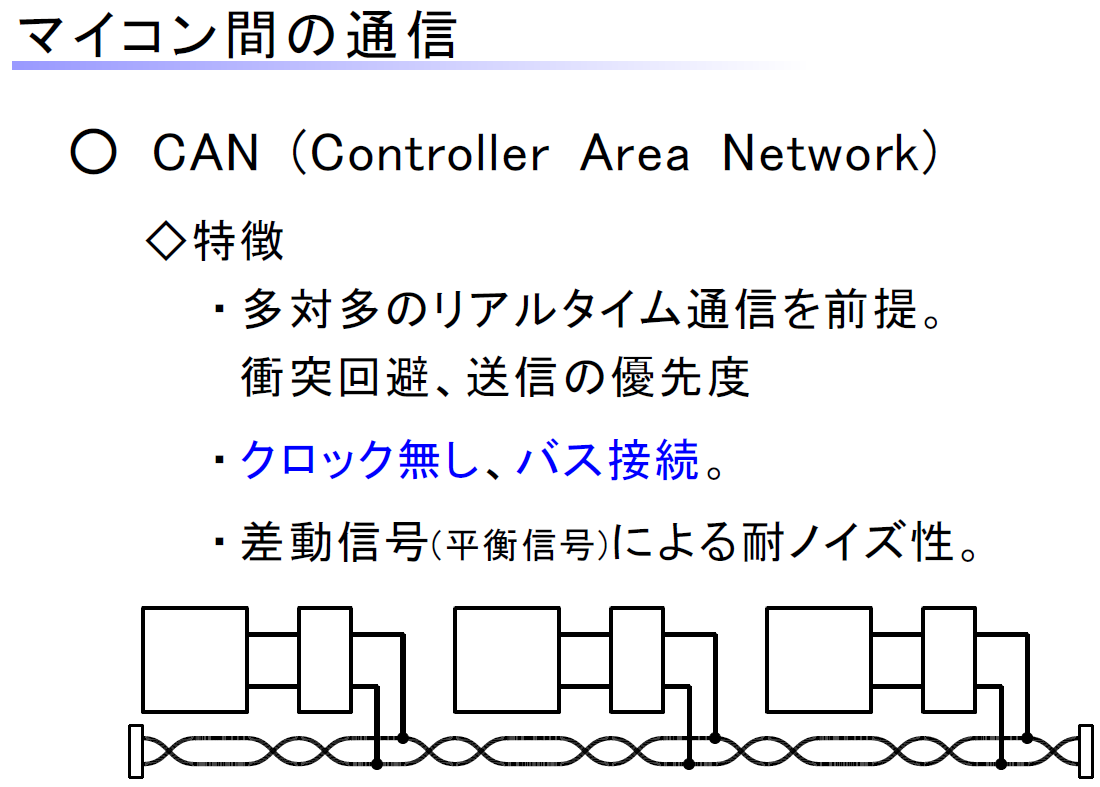 マイコン間の通信
○ CAN (Controller Area Network)
◇特徴
・多対多のリアルタイム通信を前提。
衝突回避、送信の優先度
・クロック無し、バス接続。
・差動信号(平衡信号)による耐ノイズ性。